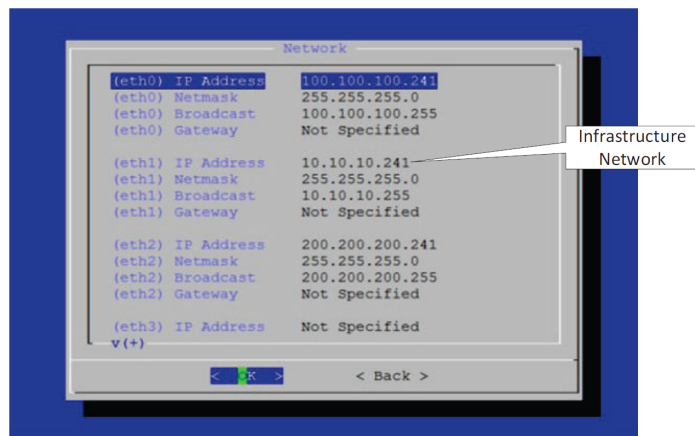 Network
(eth0) IP Address 100.100.100.241
(eth0) Netmask 255.255.255.0
(eth0) Broadcast 100.100.100.255
(eth0) Gateway Not Specified
(eth1) IP Address 10.10.10.241
(eth1) Netmask 255.255.255.0
(eth1) Broadcast 10.10.10.255
(eth1) Gateway Not Specified
Infrastructure
Network
(eth2) IP Address 200.200.200.241
(eth2) Netmask 255.255.255.0
(eth2) Broadcast 200.200.200.255
(eth2) Gateway Not Specified
(eth3) IP Address Not Specified
v(+)
< OK > < Back >